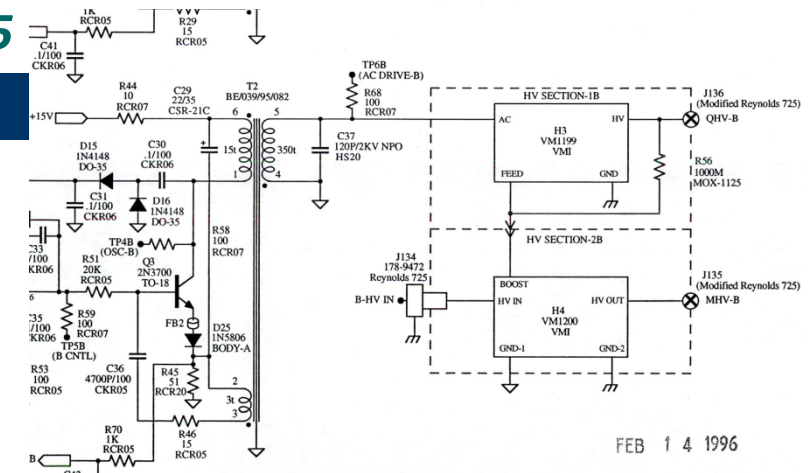 5
1K
RCR05
R29
15
RCR05
C41
.1/100
CKR06
R44
10
RCR07
C29
22/35
CSR-21C
T2
BE/039/95/082
TP6B
(AC DRIVE-B)
R68
100
RCR07
HV SECTION-1B
J136
(Modified Reynolds 725)
+15V
6
5
AC
HV
QHV-B
H3
VM1199
VMI
D15
1N4148
DO-35
C30
.1/100
CKR06
+
15t
350t
C37
120P/2KV NPO
HS20
R56
1000M
MOX-1125
1
4
FEED
GND
C31
.1/100
CKR06
D16
1N4148
DO-35
R58
100
RCR07
TP4B
(OSC-B)
HV SECTION-2B
C33
1/100
KR06
R51
20K
RCR05
Q3
2N3700
TO-18
J134
178-9472
Reynolds 725
J135
(Modified Reynolds 725)
BOOST
6
B-HV IN
HV IN
HV OUT
MHV-B
H4
VM1200
VMI
C35
1/100
KR06
R59
100
RCR07
FB2
D25
1N5806
BODY-A
TP5B
(B CNTL)
GND-1
GND-2
R53
100
RCR05
C36
4700P/100
CKR05
R45
51
RCR20
2
3t
3
R70
1K
RCR05
R46
15
RCR05
B
FEB 14 1996